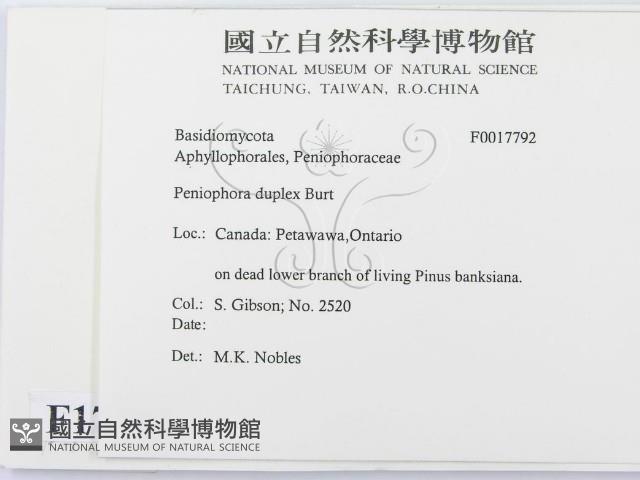 國立自然科學博物館
NATIONAL MUSEUM OF NATURAL SCIENCE
TAICHUNG, TAIWAN, R.O.CHINA
Basidiomycota F0017792
Aphyllophorales, Peniophoraceae
Peniophora duplex Burt
Loc.: Canada: Petawawa,Ontario
on dead lower branch of living Pinus banksiana.
Col.: S. Gibson; No. 2520
Date:
Det.: M.K. Nobles
國立自然科學博物館
NATIONAL MUSEUM OF NATURAL SCIENCE